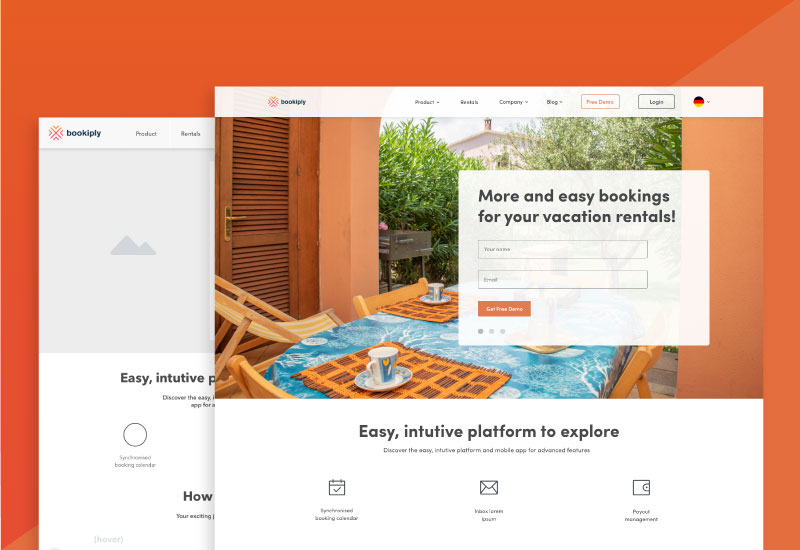 bookiply
Product
Rentals
Company
Blog
Free Demo
Login
More and easy bookings
for your vacation rentals!
Your name
Email
Get Free Demo
Easy, intutive platform to explore
Discover the easy, intutive platform and mobile app for advanced features
Synchronised
booking calendar
Inbox lorem
Ipsum
Payout
management
bookiply
Product
Rentals
Easy, intutive p
Discover the easy,
app for a
Synchronised
booking calendar
How
Your exciting
(hover)